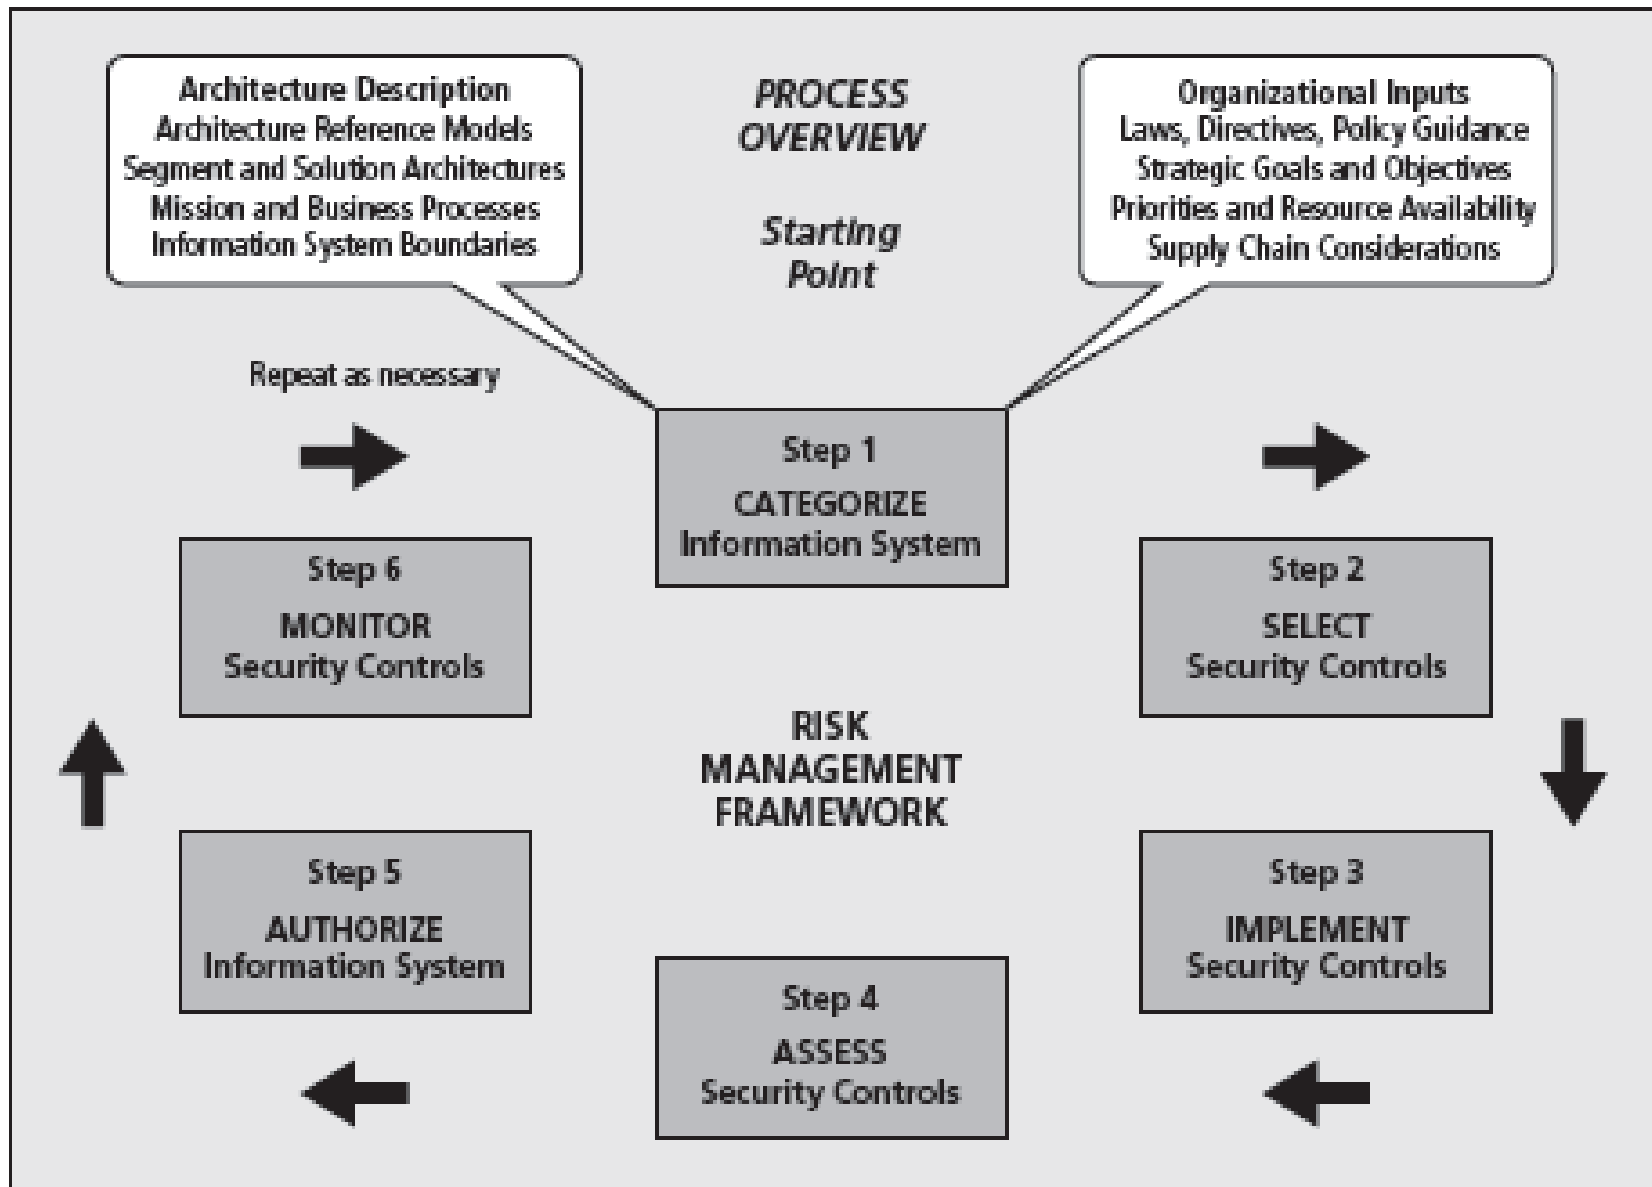 Architecture Description
Architecture Reference Models
Segment and Solution Architectures
Mission and Business Processes
Information System Boundaries
PROCESS
OVERVIEW
Starting
Point
Organizational Inputs
Laws, Directives, Policy Guidance
Strategic Goals and Objectives
Priorities and Resource Availability
Supply Chain Considerations
Repeat as necessary
Step 1
CATEGORIZE
Information System
Step 2
SELECT
Security Controls
Step 3
IMPLEMENT
Security Controls
Step 4
ASSESS
Security Controls
Step 5
AUTHORIZE
Information System
Step 6
MONITOR
Security Controls
RISK
MANAGEMENT
FRAMEWORK